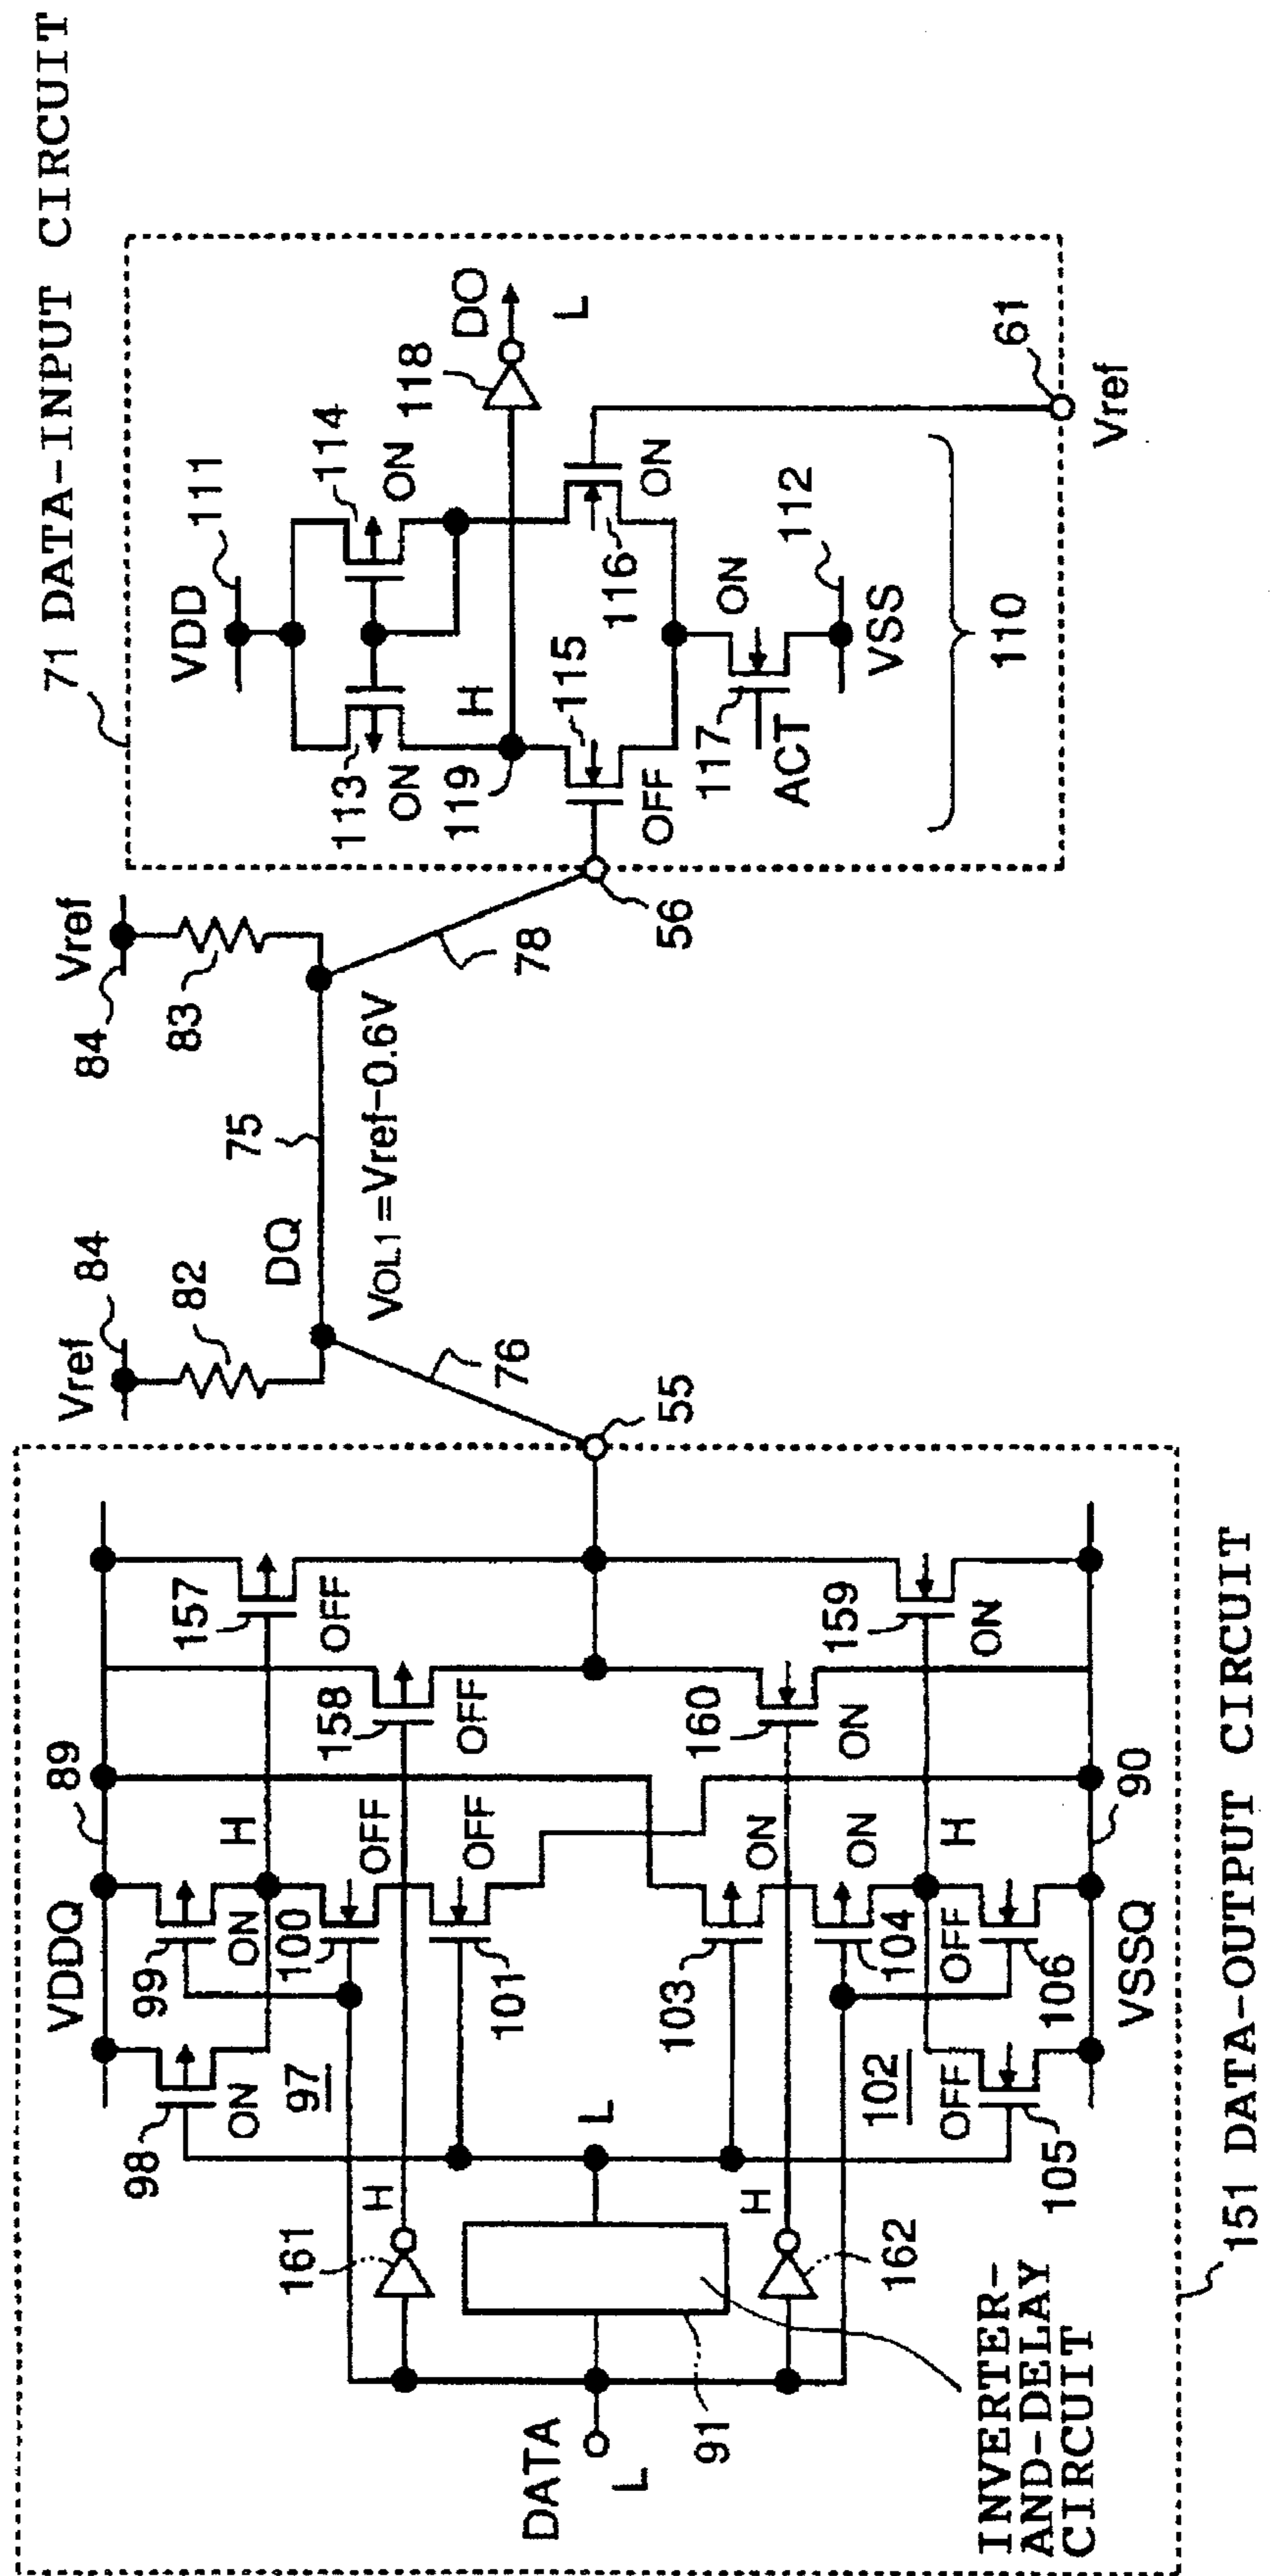 71 DATA-INPUT CIRCUIT
VDD
111
113
ON
114
ON
118
DO
L
H
119
115
OFF
116
ON
117
ON
ACT
VSS
112
110
61
Vref
56
78
Vref
84
83
75
DQ
VOL1=Vref-0.6V
Vref
84
82
76
55
VDDQ
89
98
ON
99
ON
H
157
OFF
158
OFF
97
100
OFF
101
OFF
161
H
DATA
L
91
L
INVERTER-
AND-DELAY
CIRCUIT
162
H
102
103
ON
104
ON
105
OFF
106
OFF
H
160
ON
159
ON
90
VSSQ
151 DATA-OUTPUT CIRCUIT